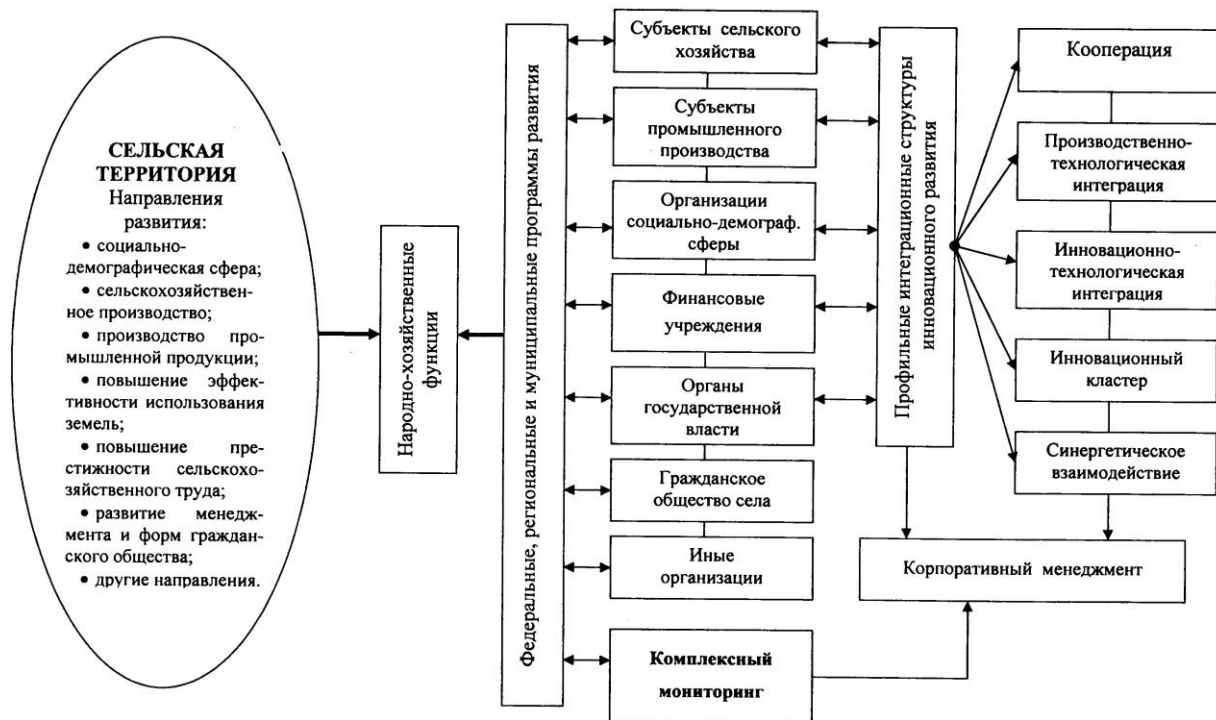 СЕЛЬСКАЯ
ТЕРРИТОРИЯ
Направления
развития:
• социально-
демографическая сфера;
• сельскохозяйствен-
ное производство;
• производство про-
мышленной продукции;
• повышение эффек-
тивности использования
земель;
• повышение пре-
стижности сельскохо-
зяйственного труда;
• развитие менедж-
мента и форм граждан-
ского общества;
• другие направления.
Народно-хозяйственные
функции
Федеральные, региональные и муниципальные программы развития
Субъекты сельского
хозяйства
Субъекты
промышленного
производства
Организации
социально-демограф.
сферы
Финансовые
учреждения
Органы
государственной
власти
Гражданское
общество села
Иные
организации
Комплексный
мониторинг
Профильные интеграционные структуры
инновационного развития
Кооперация
Производственно-
технологическая
интеграция
Инновационно-
технологическая
интеграция
Инновационный
кластер
Синергетическое
взаимодействие
Корпоративный менеджмент